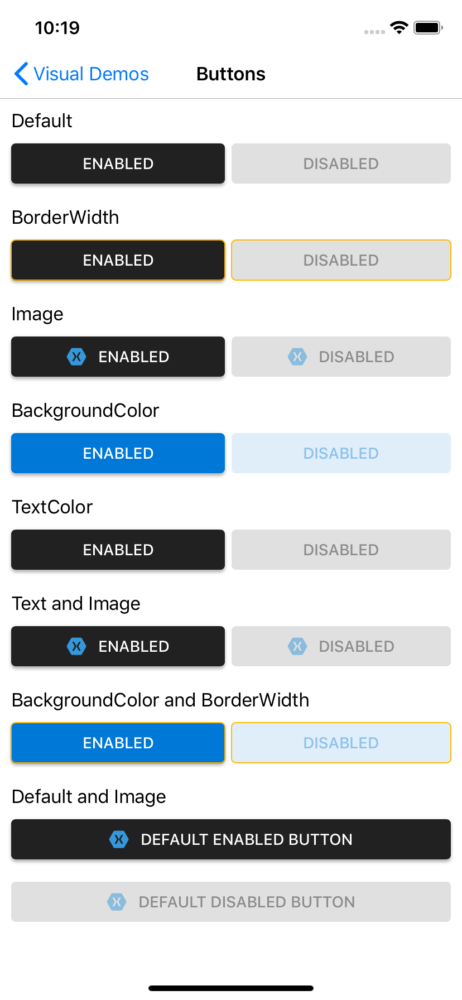 10:19
Visual Demos Buttons
Default
ENABLED DISABLED
BorderWidth
ENABLED DISABLED
Image
ENABLED DISABLED
BackgroundColor
ENABLED DISABLED
TextColor
ENABLED DISABLED
Text and Image
ENABLED DISABLED
BackgroundColor and BorderWidth
ENABLED DISABLED
Default and Image
DEFAULT ENABLED BUTTON
DEFAULT DISABLED BUTTON